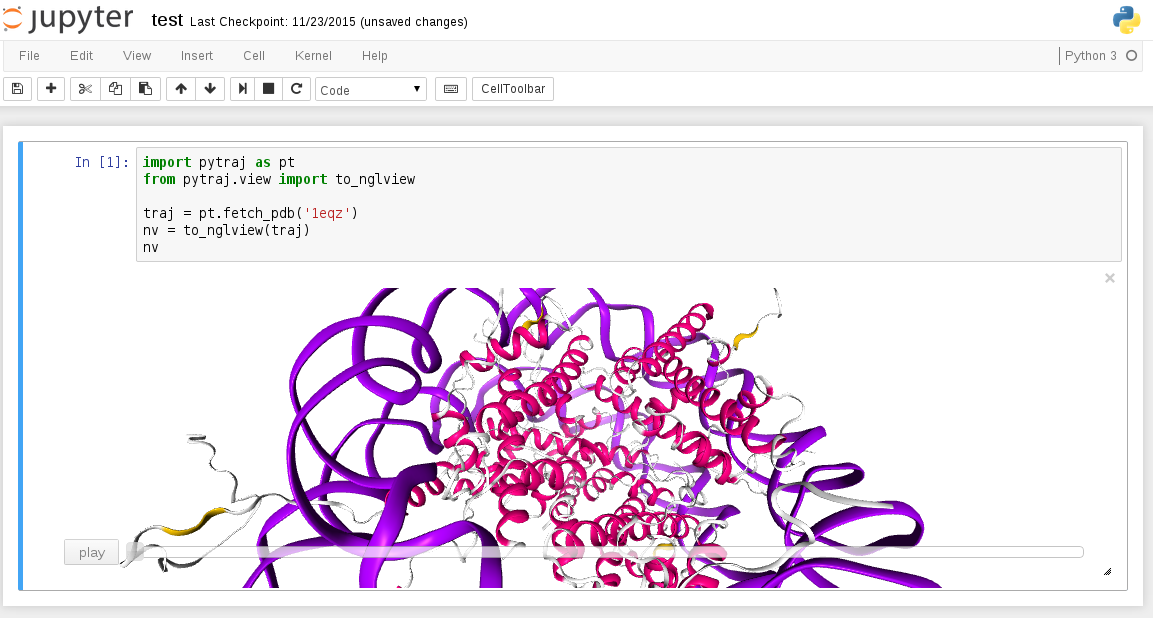 jupyter test Last Checkpoint: 11/23/2015 (unsaved changes)
File Edit View Insert Cell Kernel Help Python 3
Code CellToolbar
In [1]: import pytraj as pt
from pytraj.view import to_nglview
traj = pt.fetch_pdb('1eqz')
nv = to_nglview(traj)
nv
×
play